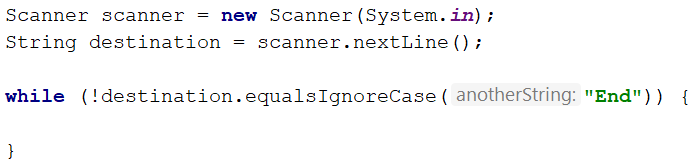 Scanner scanner = new Scanner(System.in);
String destination = scanner.nextLine();
while (!destination.equalsIgnoreCase( anotherString: "End")) {
}